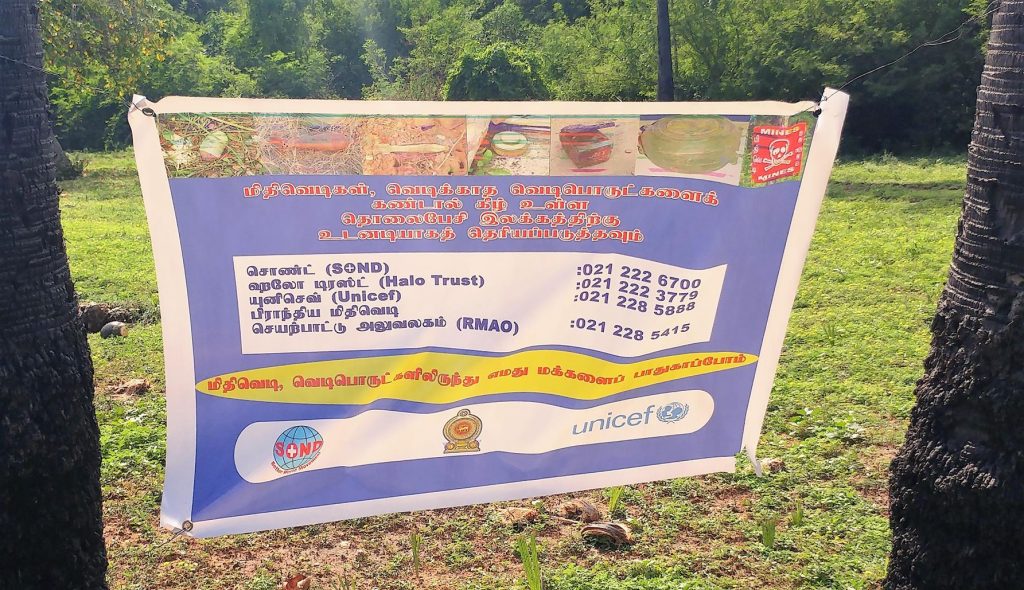 MINES
MINES
மிதிவெடிகள், வெடிக்காத வெடிபொருட்களைக்
கண்டால் கீழ் உள்ள
தொலைபேசி இலக்கத்திற்கு
உடனடியாகத் தெரியப்படுத்தவும்
சொண்ட் (SOND) :021 222 6700
ஹலோ டிரஸ்ட் (Halo Trust) :021 222 3779
யுனிசெவ் (Unicef) :021 228 5888
பிராந்திய மிதிவெடி
செயற்பாட்டு அலுவலகம் (RMAO) :021 228 5415
மிதிவெடி, வெடிபொருட்களிலிருந்து எமது மக்களைப் பாதுகாப்போம்
SOND
unicef